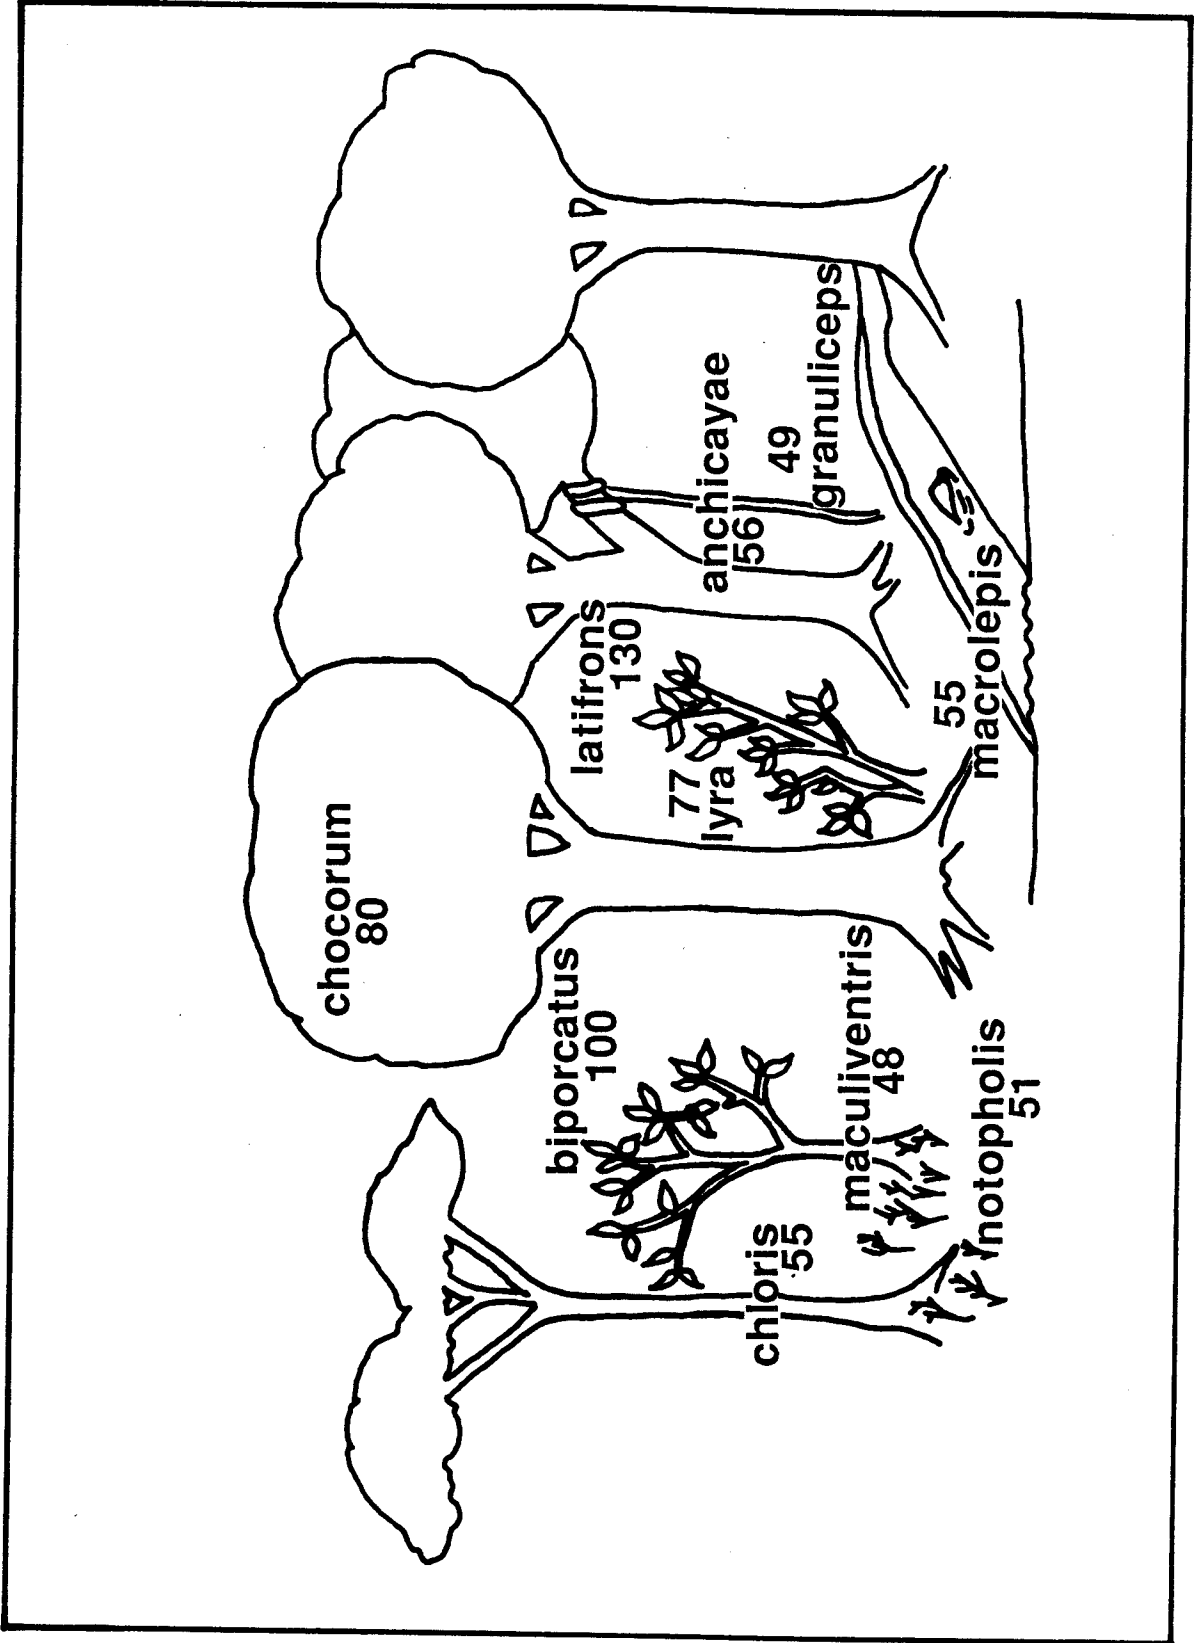 chocorum
80
biporcatus
100
latifrons
130
77
lyra
anchicayae
56
49
granuliceps
chloris
55
maculiventris
48
55
macrolepis
notopholis
51